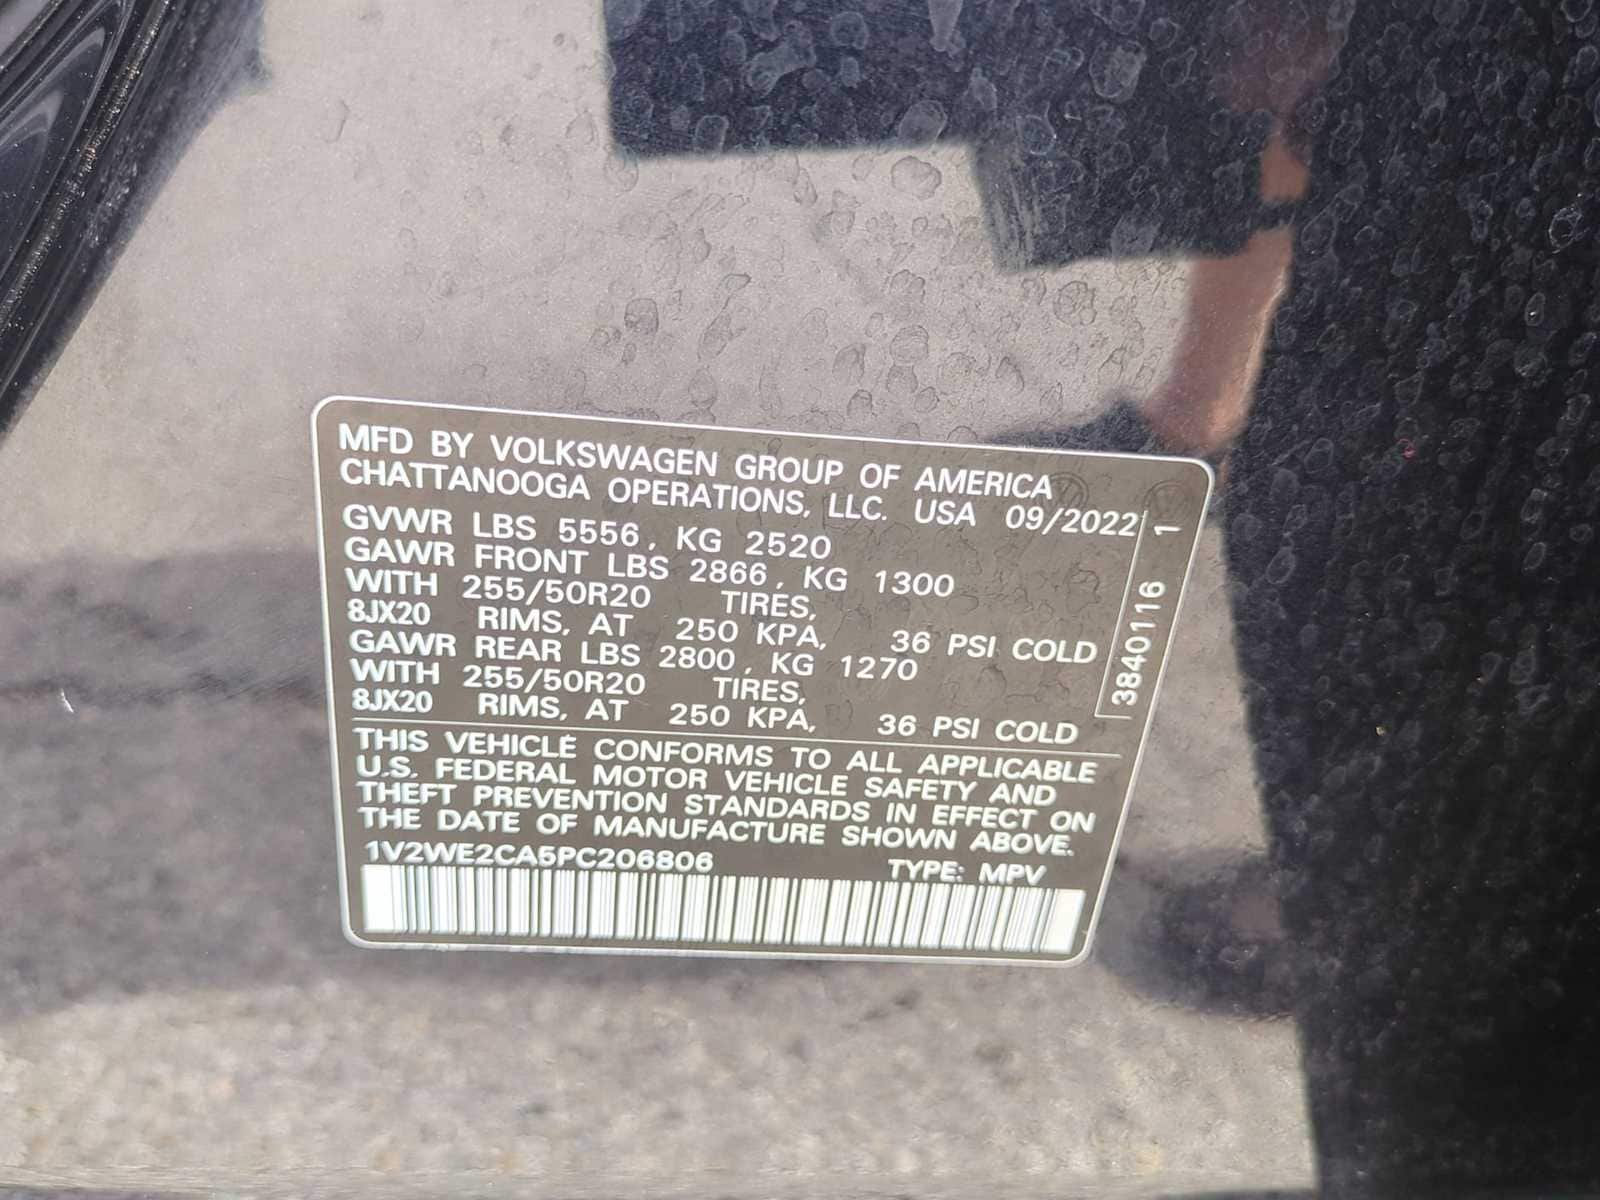 MFD BY VOLKSWAGEN GROUP OF AMERICA
CHATTANOOGA OPERATIONS, LLC. USA 09/2022
GVWR LBS 5556, KG 2520
GAWR FRONT LBS 2866, KG 1300
WITH 255/50R20 TIRES,
8JX20 RIMS, AT 250 KPA, 36 PSI COLD
GAWR REAR LBS 2800, KG 1270
WITH 255/50R20 TIRES,
8JX20 RIMS, AT 250 KPA, 36 PSI COLD
3840116 1
THIS VEHICLE CONFORMS TO ALL APPLICABLE
U.S. FEDERAL MOTOR VEHICLE SAFETY AND
THEFT PREVENTION STANDARDS IN EFFECT ON
THE DATE OF MANUFACTURE SHOWN ABOVE.
1V2WE2CA5PC206806 TYPE: MPV